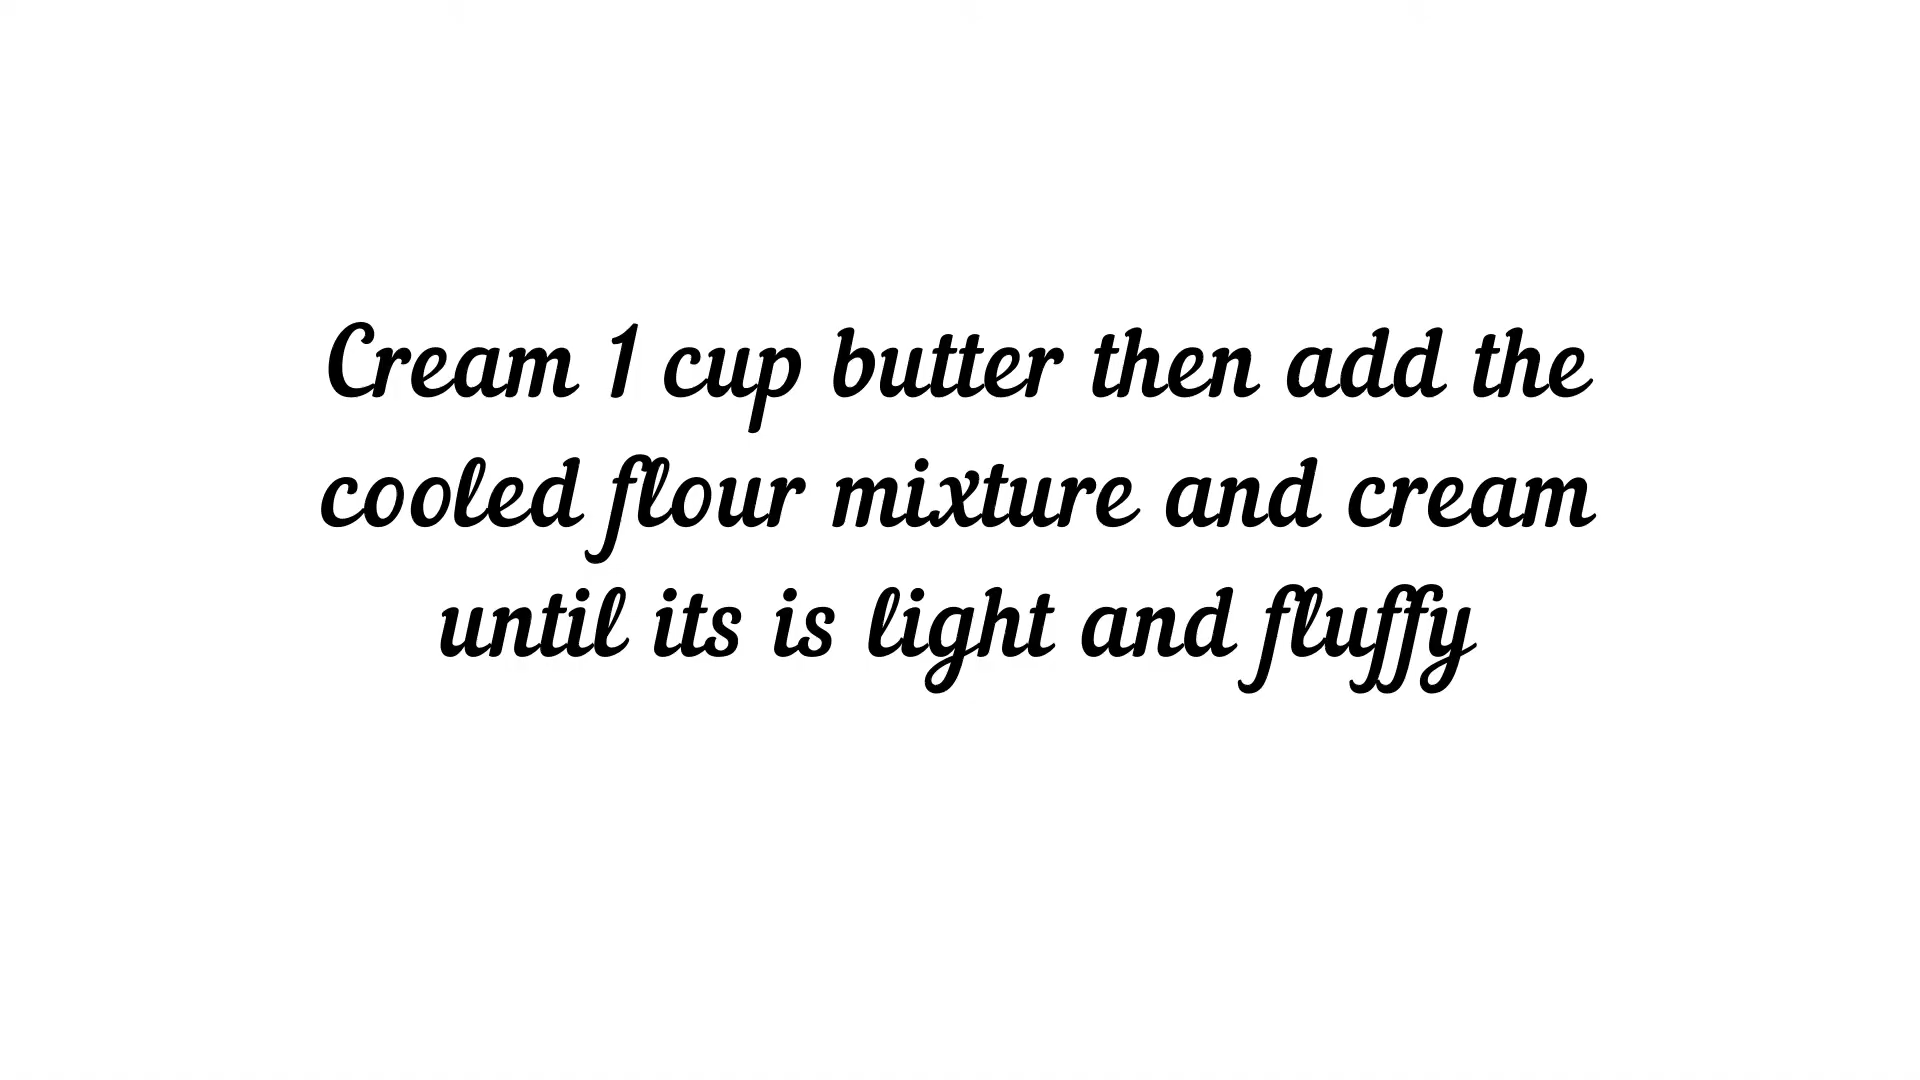 Cream 1 cup butter then add the
cooled flour mixture and cream
until its is light and fluffy